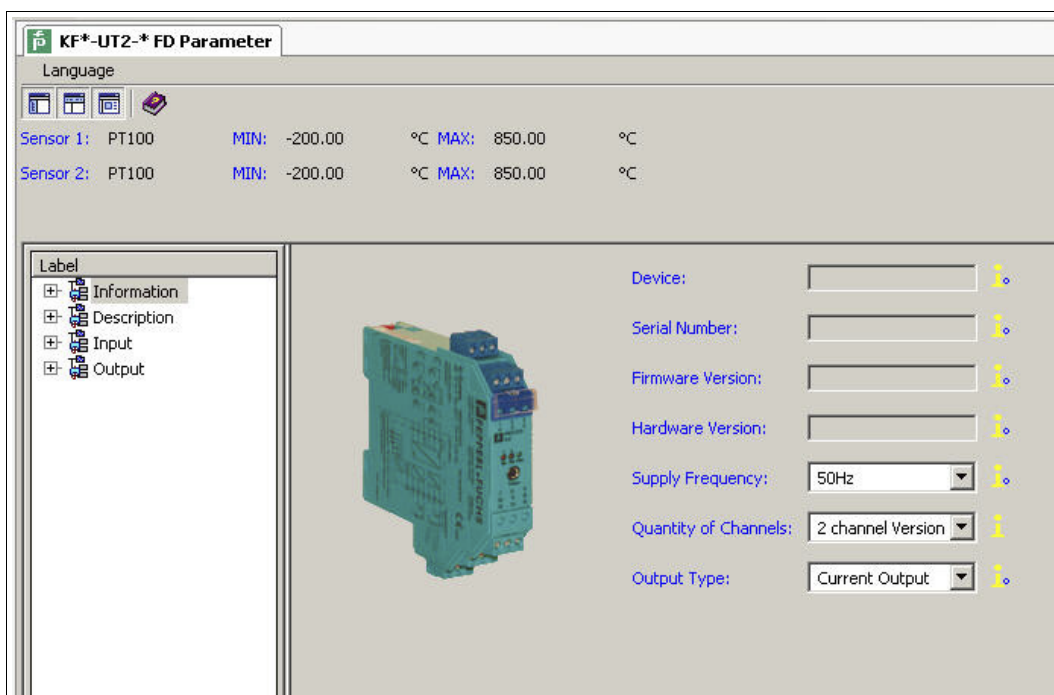 KF*-UT2-* FD Parameter
Language
Sensor 1: PT100 MIN: -200.00 °C MAX: 850.00 °C
Sensor 2: PT100 MIN: -200.00 °C MAX: 850.00 °C
Label
Information
Description
Input
Output
Device:
Serial Number:
Firmware Version:
Hardware Version:
Supply Frequency: 50Hz
Quantity of Channels: 2 channel Version
Output Type: Current Output
PEPPERL+FUCHS